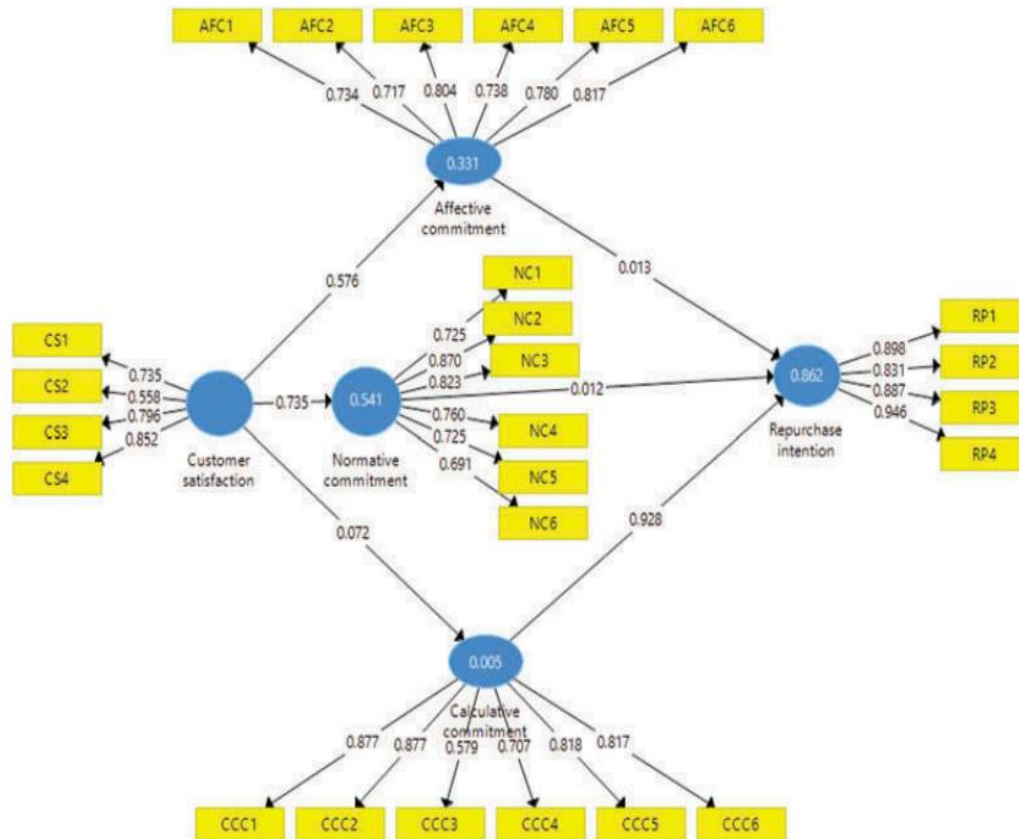 AFC1 AFC2 AFC3 AFC4 AFC5 AFC6
0.734 0.717 0.804 0.738 0.780 0.817
0.331
Affective
commitment
0.576
0.013
NC1
NC2
NC3
0.725
0.870
0.823
0.012
CS1
CS2
CS3
CS4
0.735
0.558
0.796
0.852
Customer
satisfaction
0.735
0.541
Normative
commitment
0.760
0.725
0.691
NC4
NC5
NC6
0.862
Repurchase
intention
0.898
0.831
0.887
0.946
RP1
RP2
RP3
RP4
0.072
0.928
0.005
Calculative
commitment
0.877 0.877 0.579 0.707 0.818 0.817
CCC1 CCC2 CCC3 CCC4 CCC5 CCC6